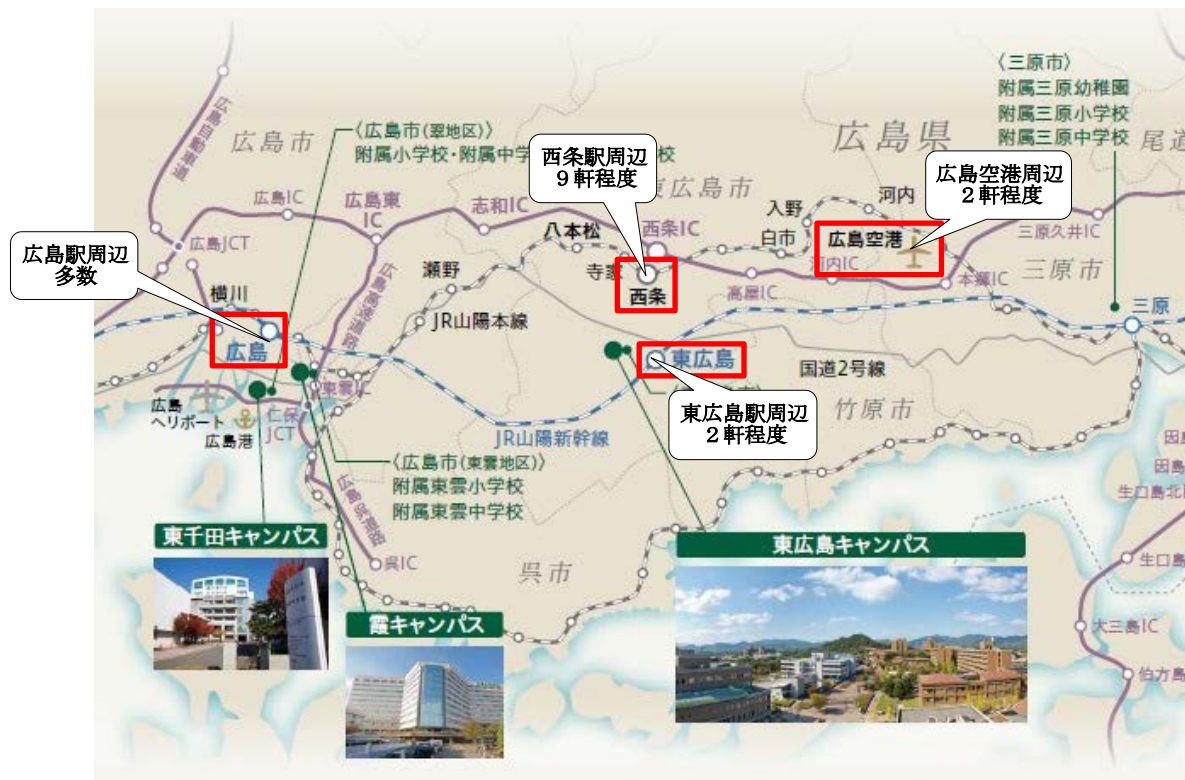 〈三原市〉
附属三原幼稚園
附属三原小学校
附属三原中学校
広島自動車道
広島市
〈広島市(翠地区)〉
附属小学校・附属中学
校
西条駅周辺
9軒程度
広島県
尾道
広島空港周辺
2軒程度
東広島市
河内
入野
白市
広島空港
広島IC
広島東
IC
志和IC
西条IC
八本松
三原久井IC
広島JCT
広島駅周辺
多数
瀬野
寺家
西条
河内IC
高屋IC
本郷IC
三原市
横川
広島
JR山陽本線
三原
東広島
国道2号線
広島高速道路
東雲IC
仁保
JCT
広島
ヘリポート
広島港
東広島駅周辺
2軒程度
竹原市
JR山陽新幹線
〈広島市(東雲地区)〉
附属東雲小学校
附属東雲中学校
広島呉道路
因島
生口島北I
東千田キャンパス
東広島キャンパス
呉IC
呉市
生口島
霞キャンパス
大三島IC
伯方島